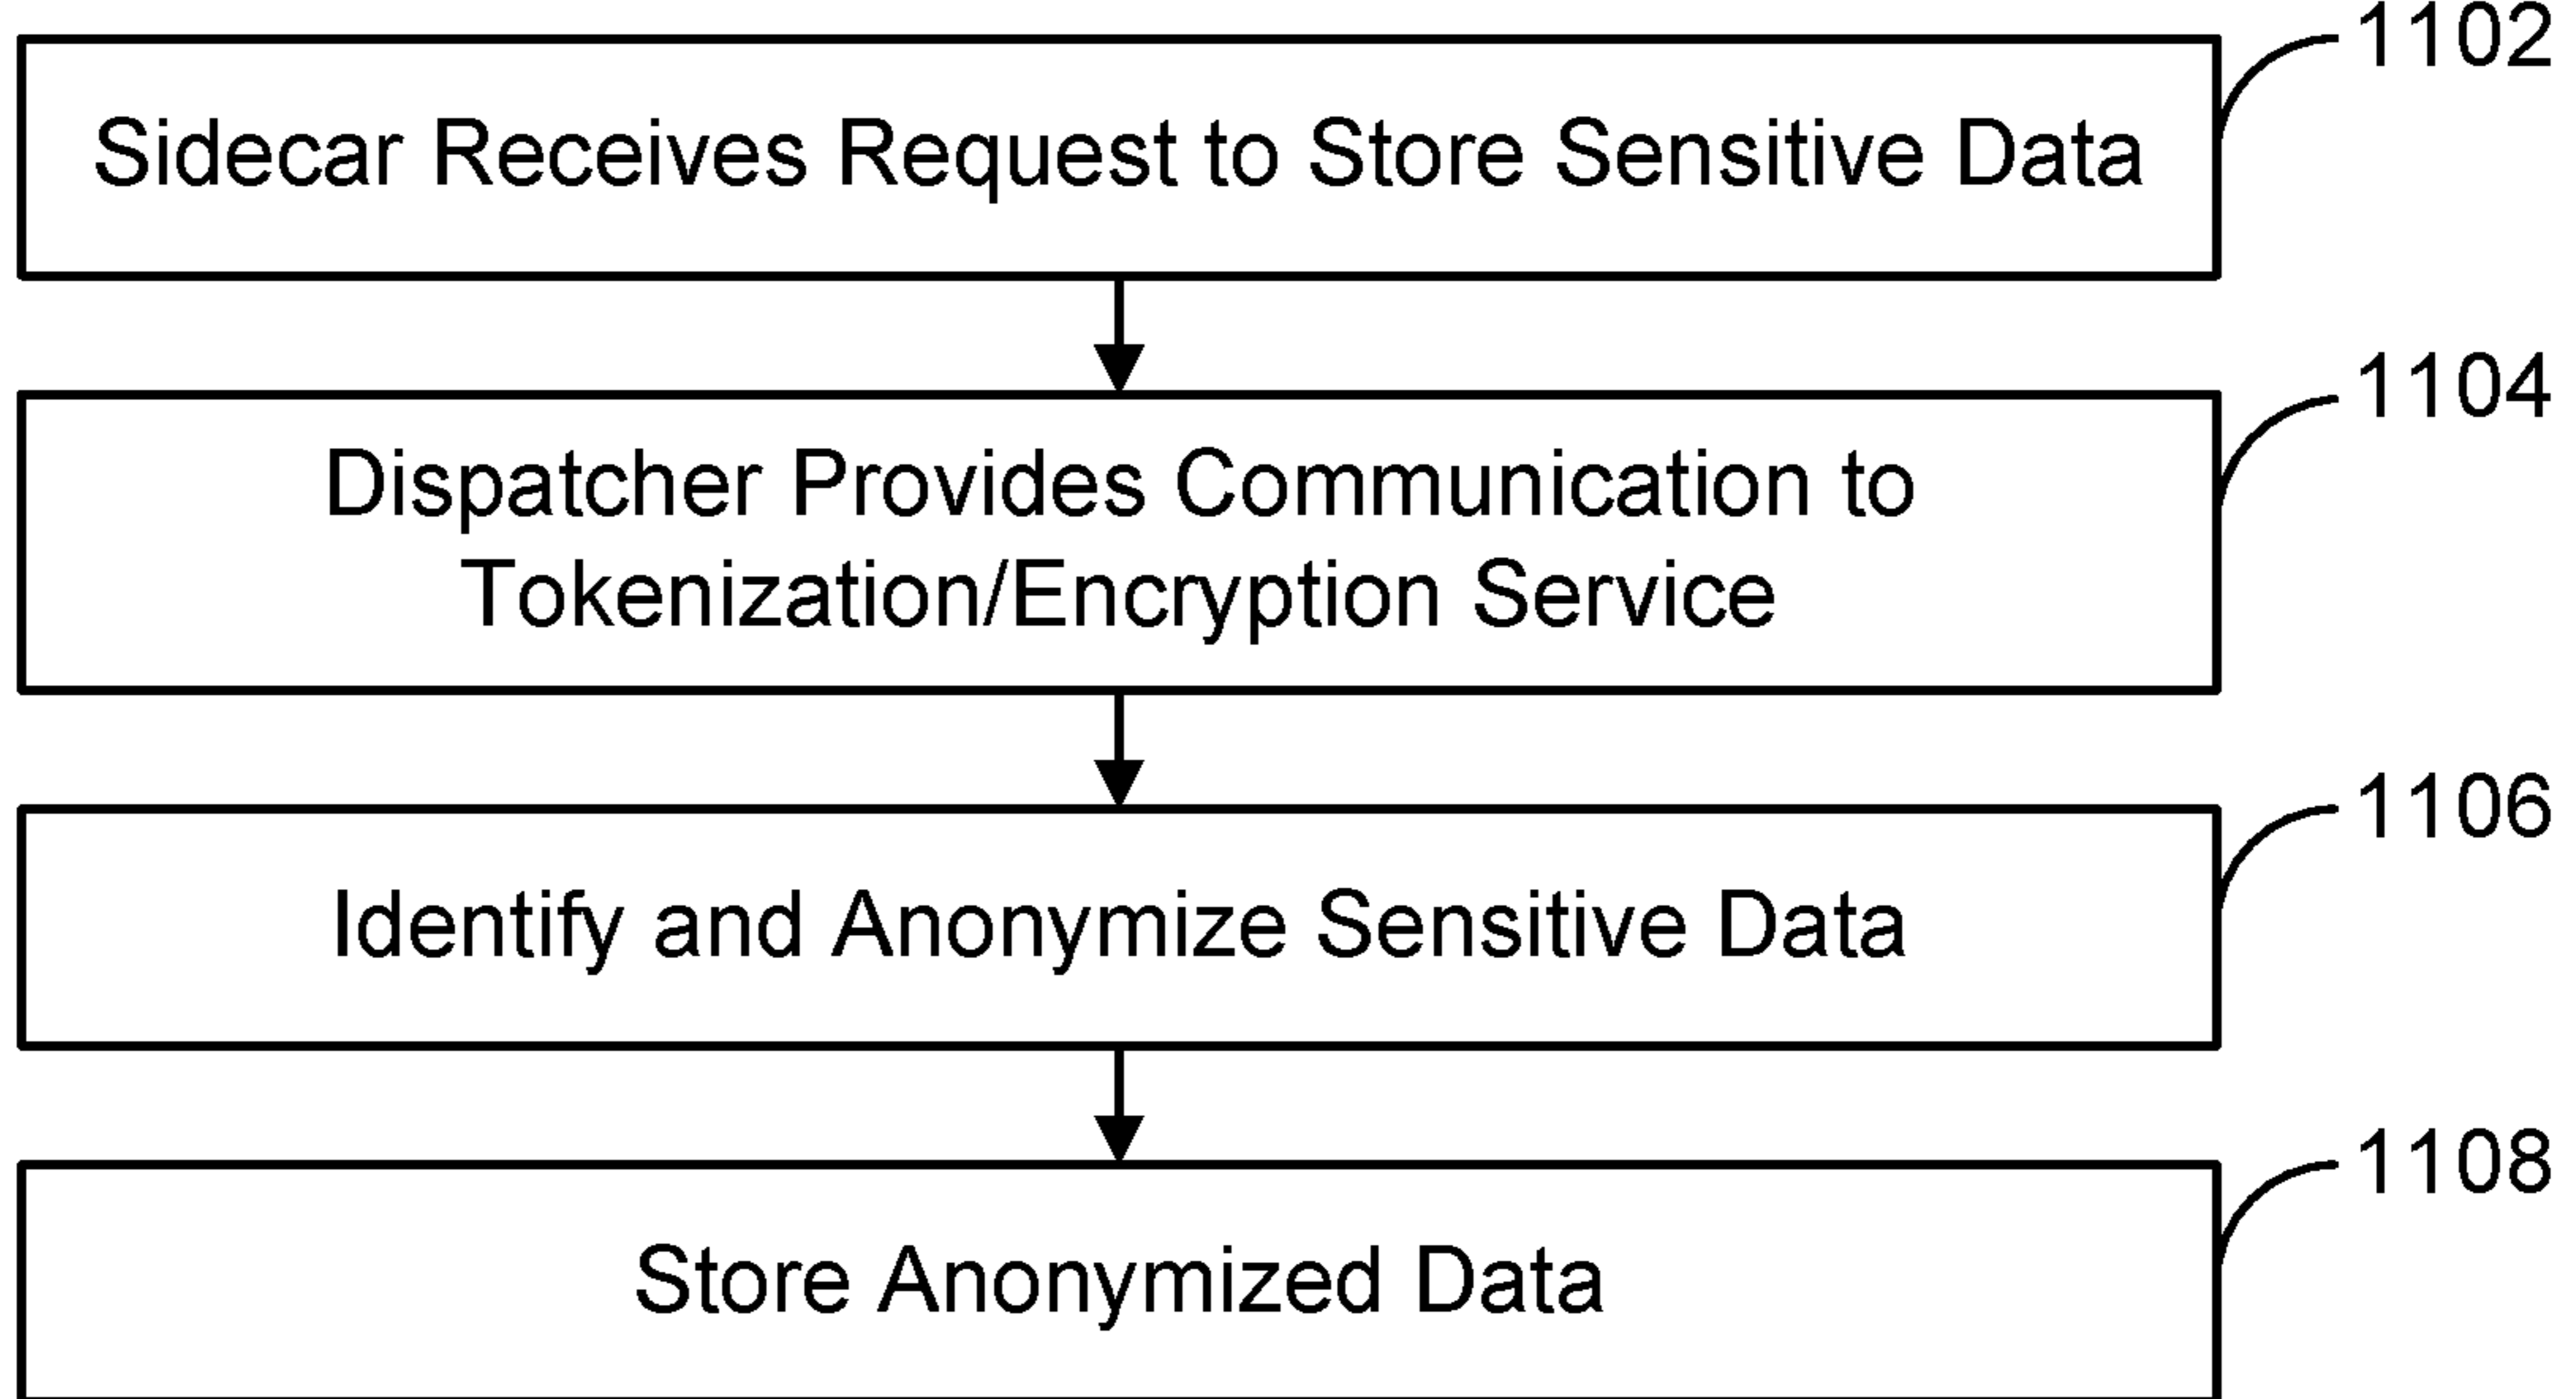 1102
Sidecar Receives Request to Store Sensitive Data
1104
Dispatcher Provides Communication to
Tokenization/Encryption Service
1106
Identify and Anonymize Sensitive Data
1108
Store Anonymized Data